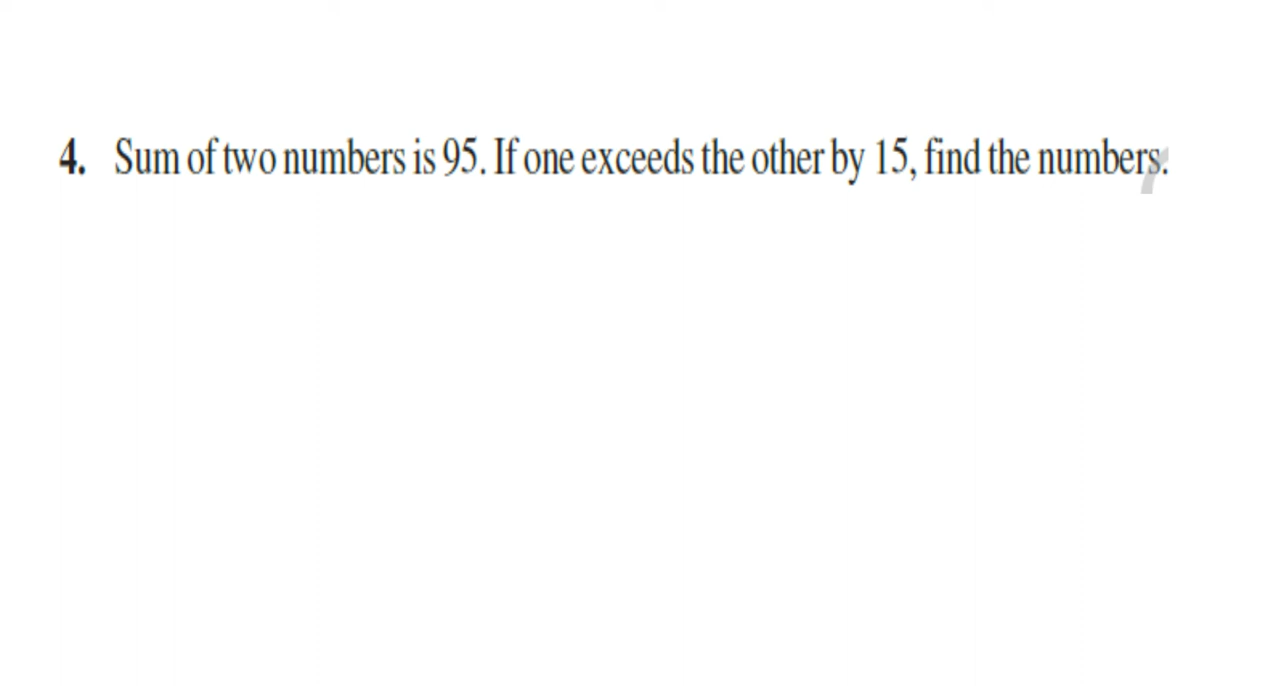 4. Sum of two numbers is 95. If one exceeds the other by 15, find the numbers.